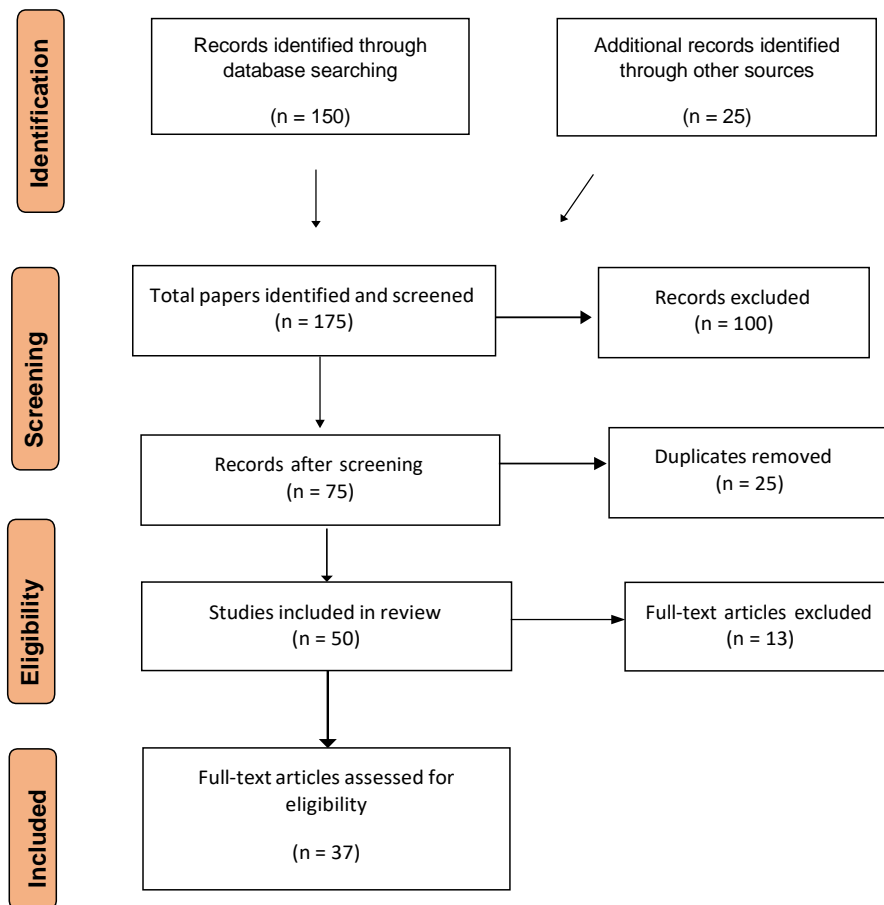 Identification
Records identified through
database searching
(n = 150)
Additional records identified
through other sources
(n = 25)
Screening
Total papers identified and screened
(n = 175)
Records excluded
(n = 100)
Records after screening
(n = 75)
Duplicates removed
(n = 25)
Eligibility
Studies included in review
(n = 50)
Full-text articles excluded
(n = 13)
Included
Full-text articles assessed for
eligibility
(n = 37)